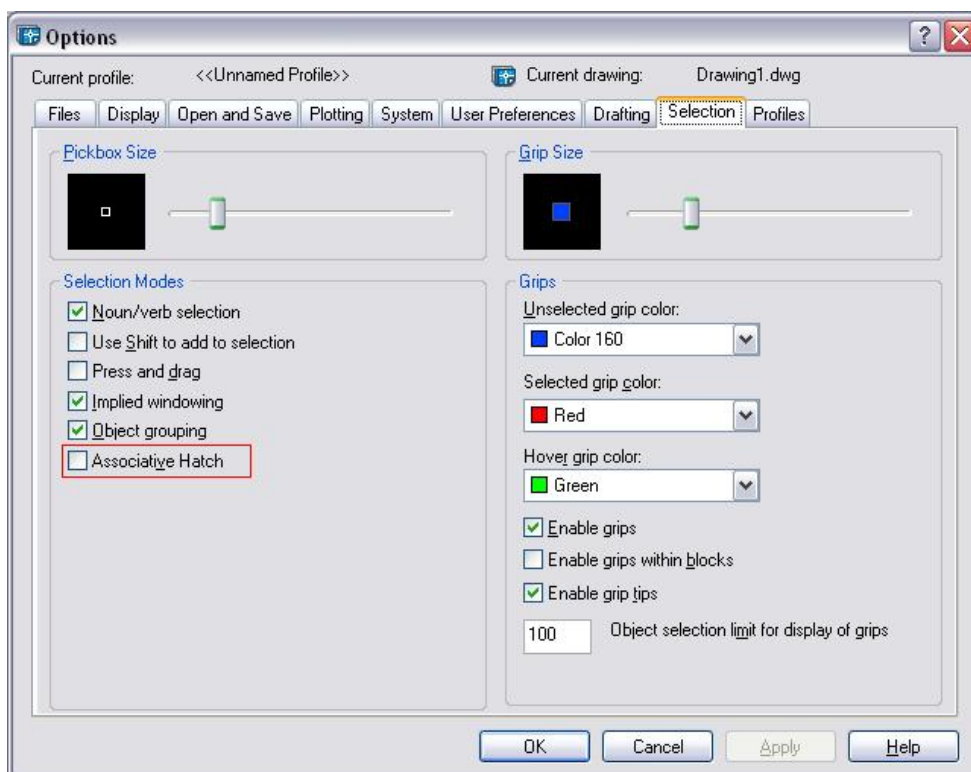 Options
Current profile: <<Unnamed Profile>> Current drawing: Drawing1.dwg
Files Display Open and Save Plotting System User Preferences Drafting Selection Profiles
Pickbox Size
Grip Size
Selection Modes
Noun/verb selection
Use Shift to add to selection
Press and drag
Implied windowing
Object grouping
Associative Hatch
Grips
Unselected grip color:
Color 160
Selected grip color:
Red
Hover grip color:
Green
Enable grips
Enable grips within blocks
Enable grip tips
100 Object selection limit for display of grips
OK Cancel Apply Help